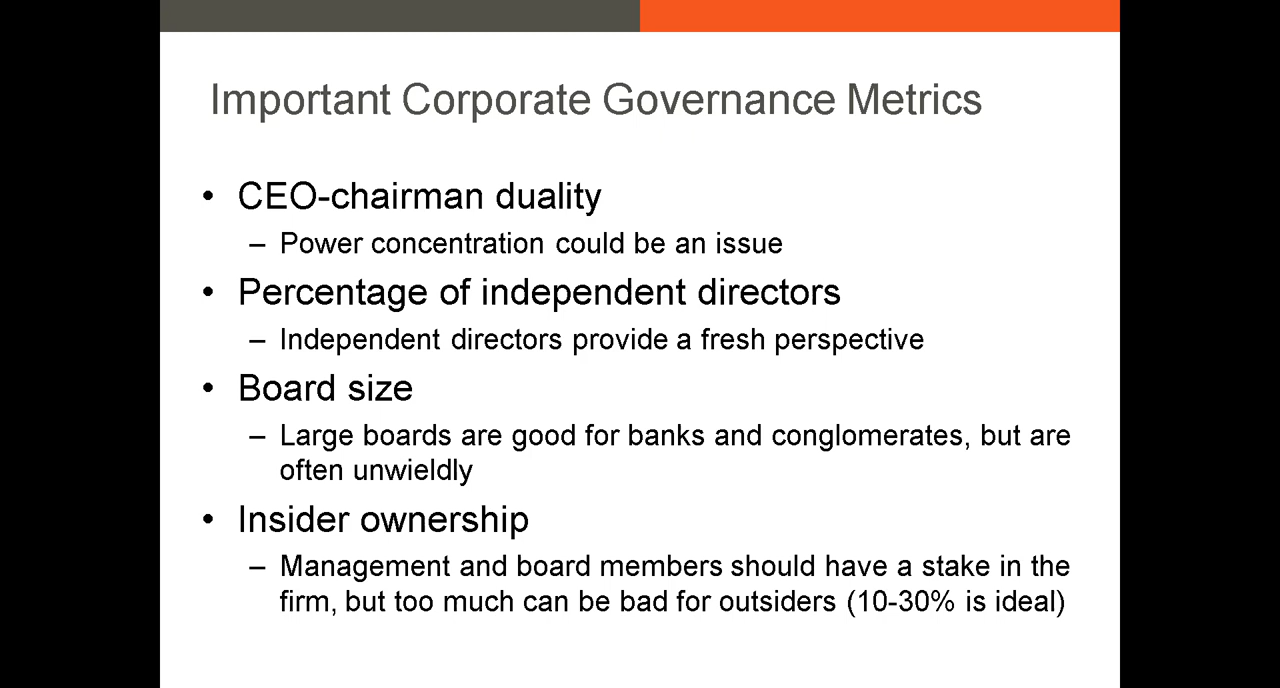 Important Corporate Governance Metrics
• CEO-chairman duality
– Power concentration could be an issue
• Percentage of independent directors
– Independent directors provide a fresh perspective
• Board size
– Large boards are good for banks and conglomerates, but are
often unwieldly
• Insider ownership
– Management and board members should have a stake in the
firm, but too much can be bad for outsiders (10-30% is ideal)